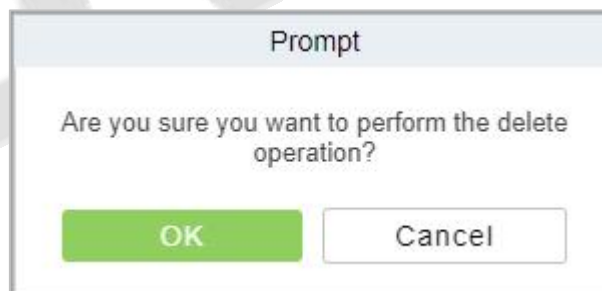 Prompt
Are you sure you want to perform the delete
operation?
OK
Cancel